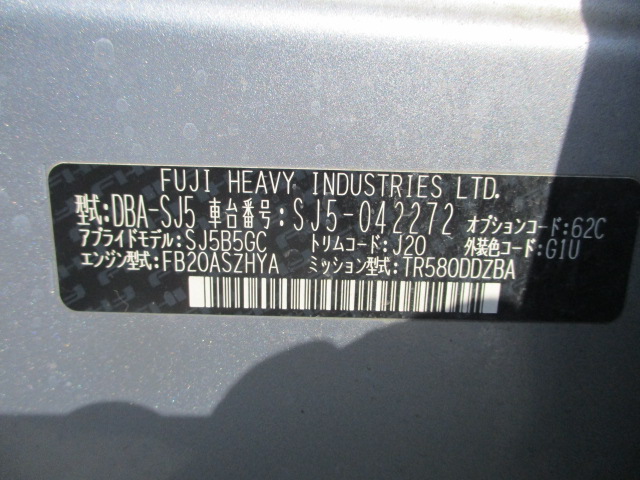 FUJI HEAVY INDUSTRIES LTD.
型式:DBA-SJ5 車台番号:SJ5-042272 オプションコード:62C
アプライドモデル:SJ5B5GC トリムコード:J20 外装色コード:G1U
エンジン型式:FB20ASZHYA ミッション型式:TR580DDZBA